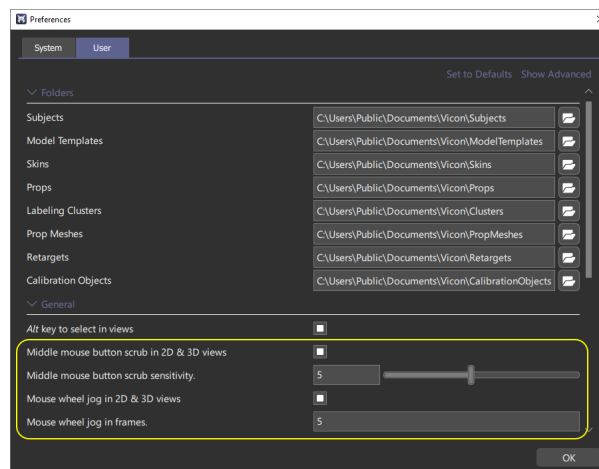 Preferences
System User
Set to Defaults Show Advanced
Folders
Subjects C:\Users\Public\Documents\Vicon\Subjects
Model Templates C:\Users\Public\Documents\Vicon\ModelTemplates
Skins C:\Users\Public\Documents\Vicon\Skins
Props C:\Users\Public\Documents\Vicon\Props
Labeling Clusters C:\Users\Public\Documents\Vicon\Clusters
Prop Meshes C:\Users\Public\Documents\Vicon\PropMeshes
Retargets C:\Users\Public\Documents\Vicon\Retargets
Calibration Objects C:\Users\Public\Documents\Vicon\CalibrationObjects
General
Alt key to select in views
Middle mouse button scrub in 2D & 3D views
Middle mouse button scrub sensitivity. 5
Mouse wheel jog in 2D & 3D views
Mouse wheel jog in frames. 5
OK